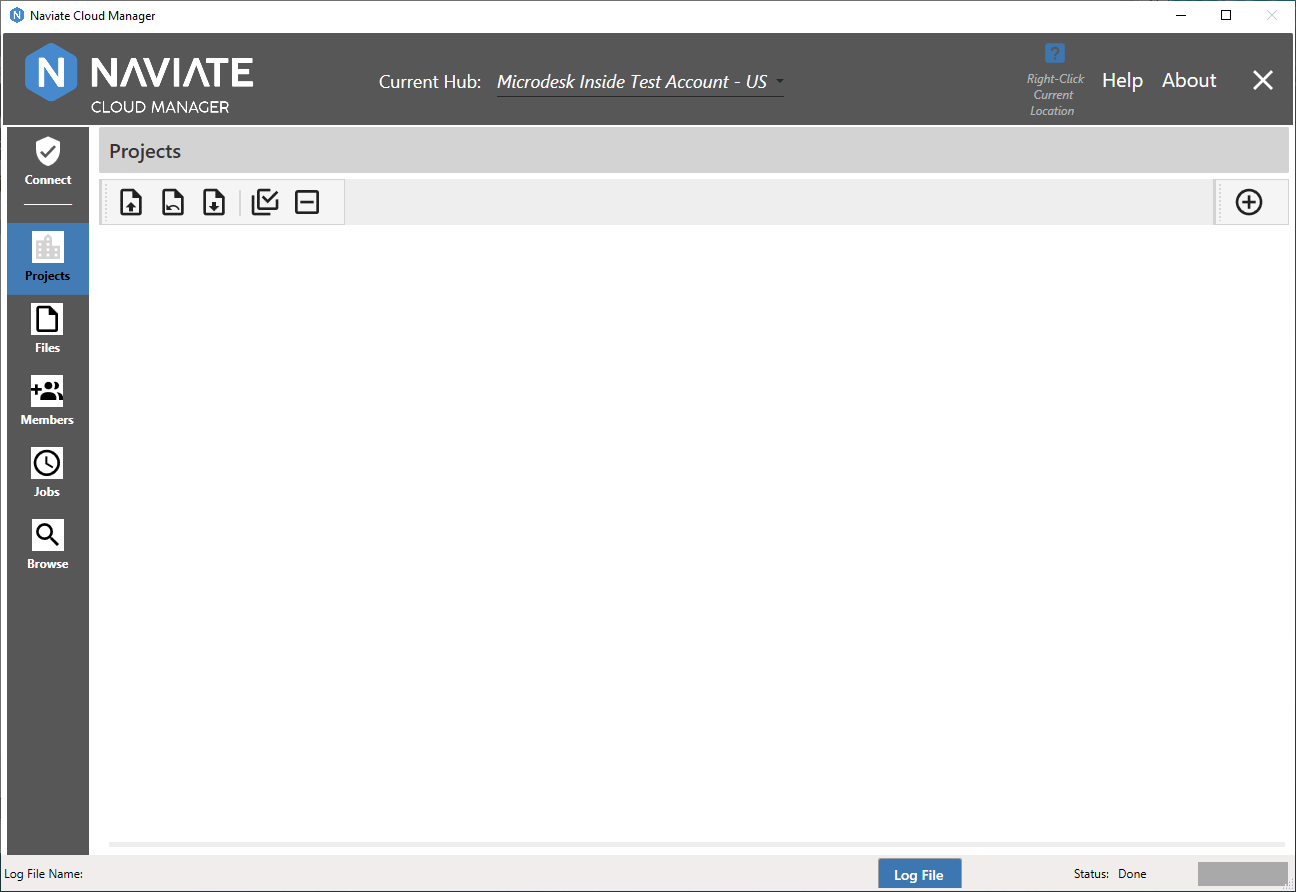 Naviate Cloud Manager
N NAVIATE
CLOUD MANAGER
Current Hub: Microdesk Inside Test Account - US
?
Right-Click
Current
Location
Help
About
Connect
Projects
Projects
Files
Members
Jobs
Browse
Log File Name:
Log File
Status: Done